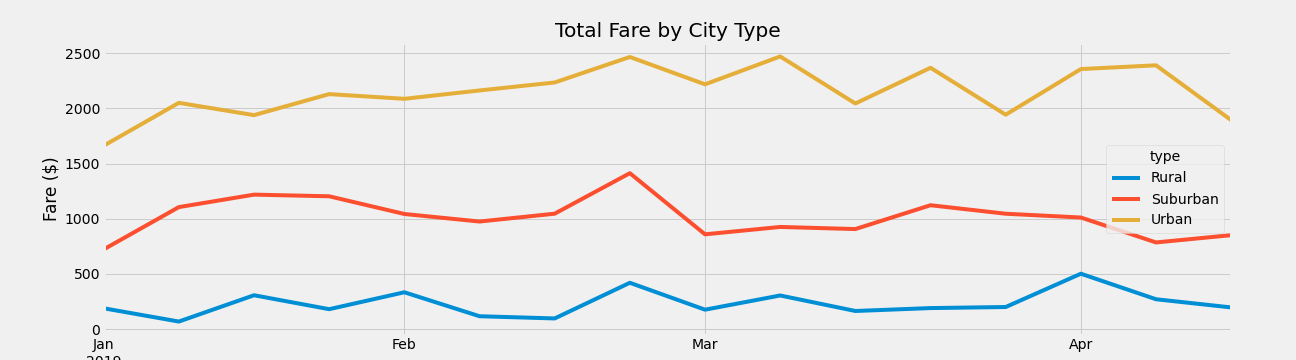 Total Fare by City Type
Fare ($)
2500
2000
1500
1000
500
0
Jan
2019
Feb
Mar
Apr
type
Rural
Suburban
Urban